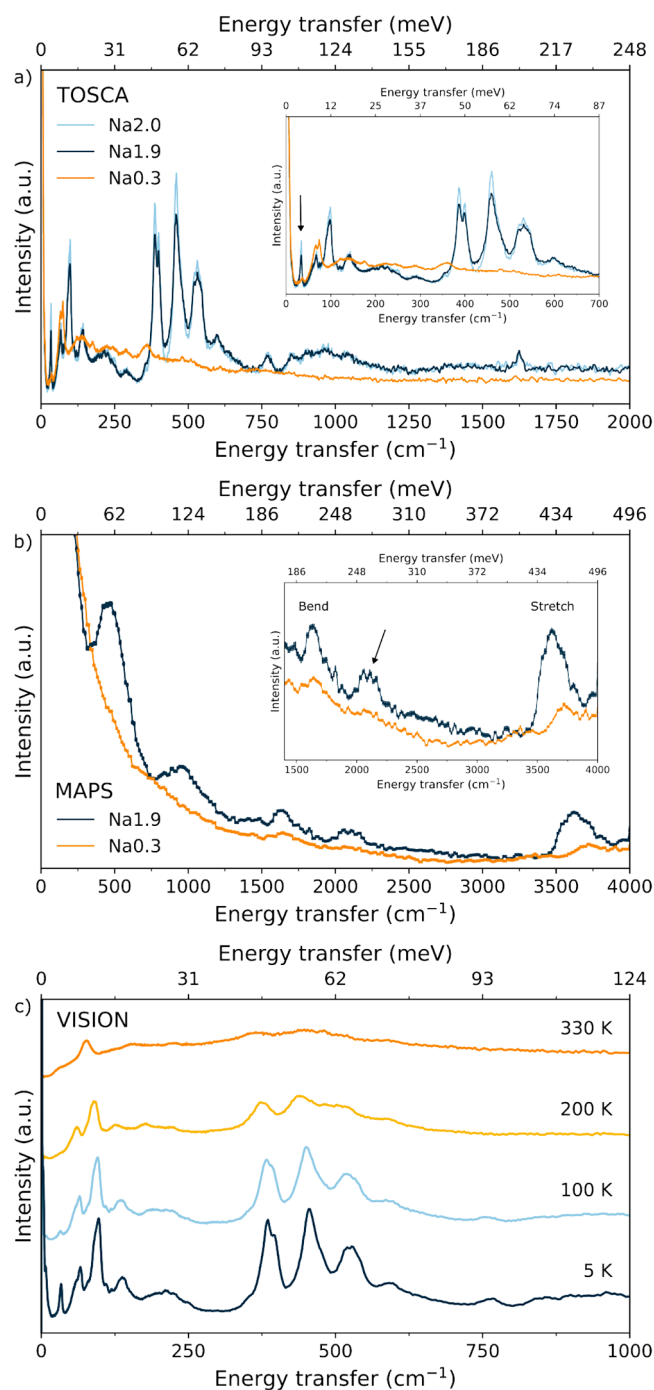 Energy transfer (meV)
0 31 62 93 124 155 186 217 248
a)
TOSCA
Na2.0
Na1.9
Na0.3
Intensity (a.u.)
Energy transfer (meV)
0 12 25 37 49 62 74 87
Intensity (a.u.)
0 100 200 300 400 500 600 700
Energy transfer (cm⁻¹)
0 250 500 750 1000 1250 1500 1750 2000
Energy transfer (cm⁻¹)
Energy transfer (meV)
0 62 124 186 248 310 372 434 496
b)
Intensity (a.u.)
Energy transfer (meV)
186 248 310 372 434 496
Bend
Stretch
Intensity (a.u.)
1500 2000 2500 3000 3500 4000
Energy transfer (cm⁻¹)
MAPS
Na1.9
Na0.3
0 500 1000 1500 2000 2500 3000 3500 4000
Energy transfer (cm⁻¹)
Energy transfer (meV)
0 31 62 93 124
c)
VISION
330 K
200 K
100 K
5 K
Intensity (a.u.)
0 250 500 750 1000
Energy transfer (cm⁻¹)